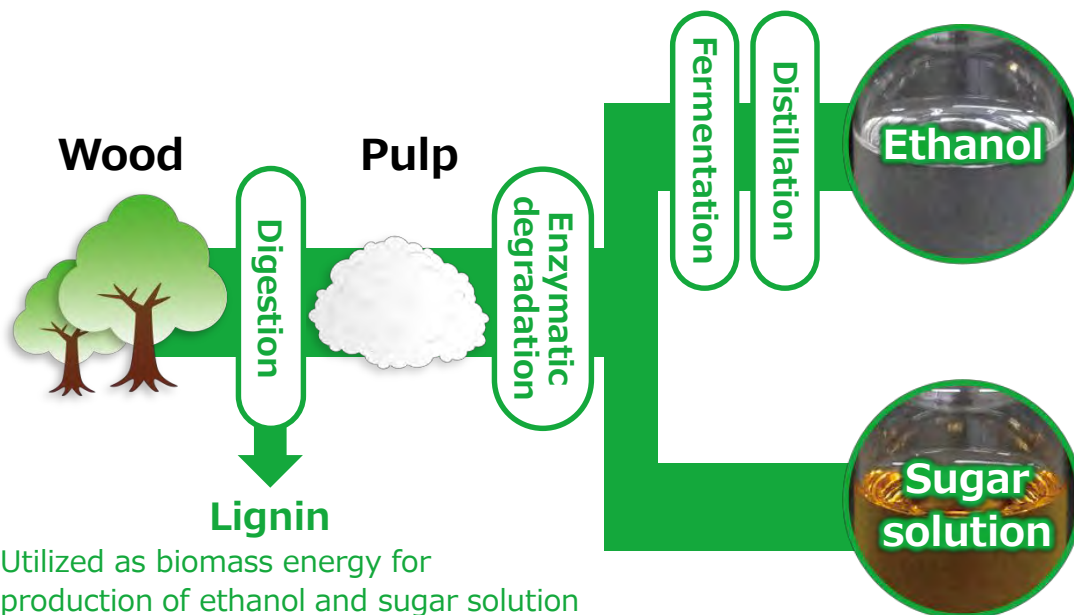 Wood
Digestion
Pulp
Enzymatic
degradation
Fermentation
Distillation
Ethanol
Sugar
solution
Lignin
Utilized as biomass energy for
production of ethanol and sugar solution